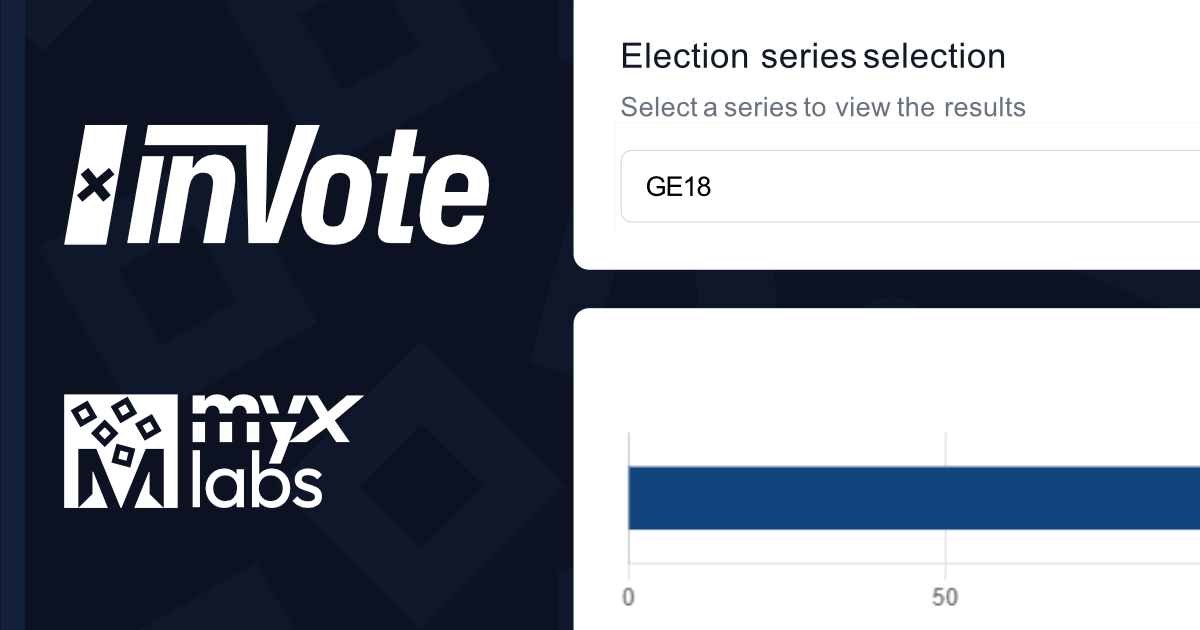 inVote
myx
labs
Election series selection
Select a series to view the results
GE18
0
50